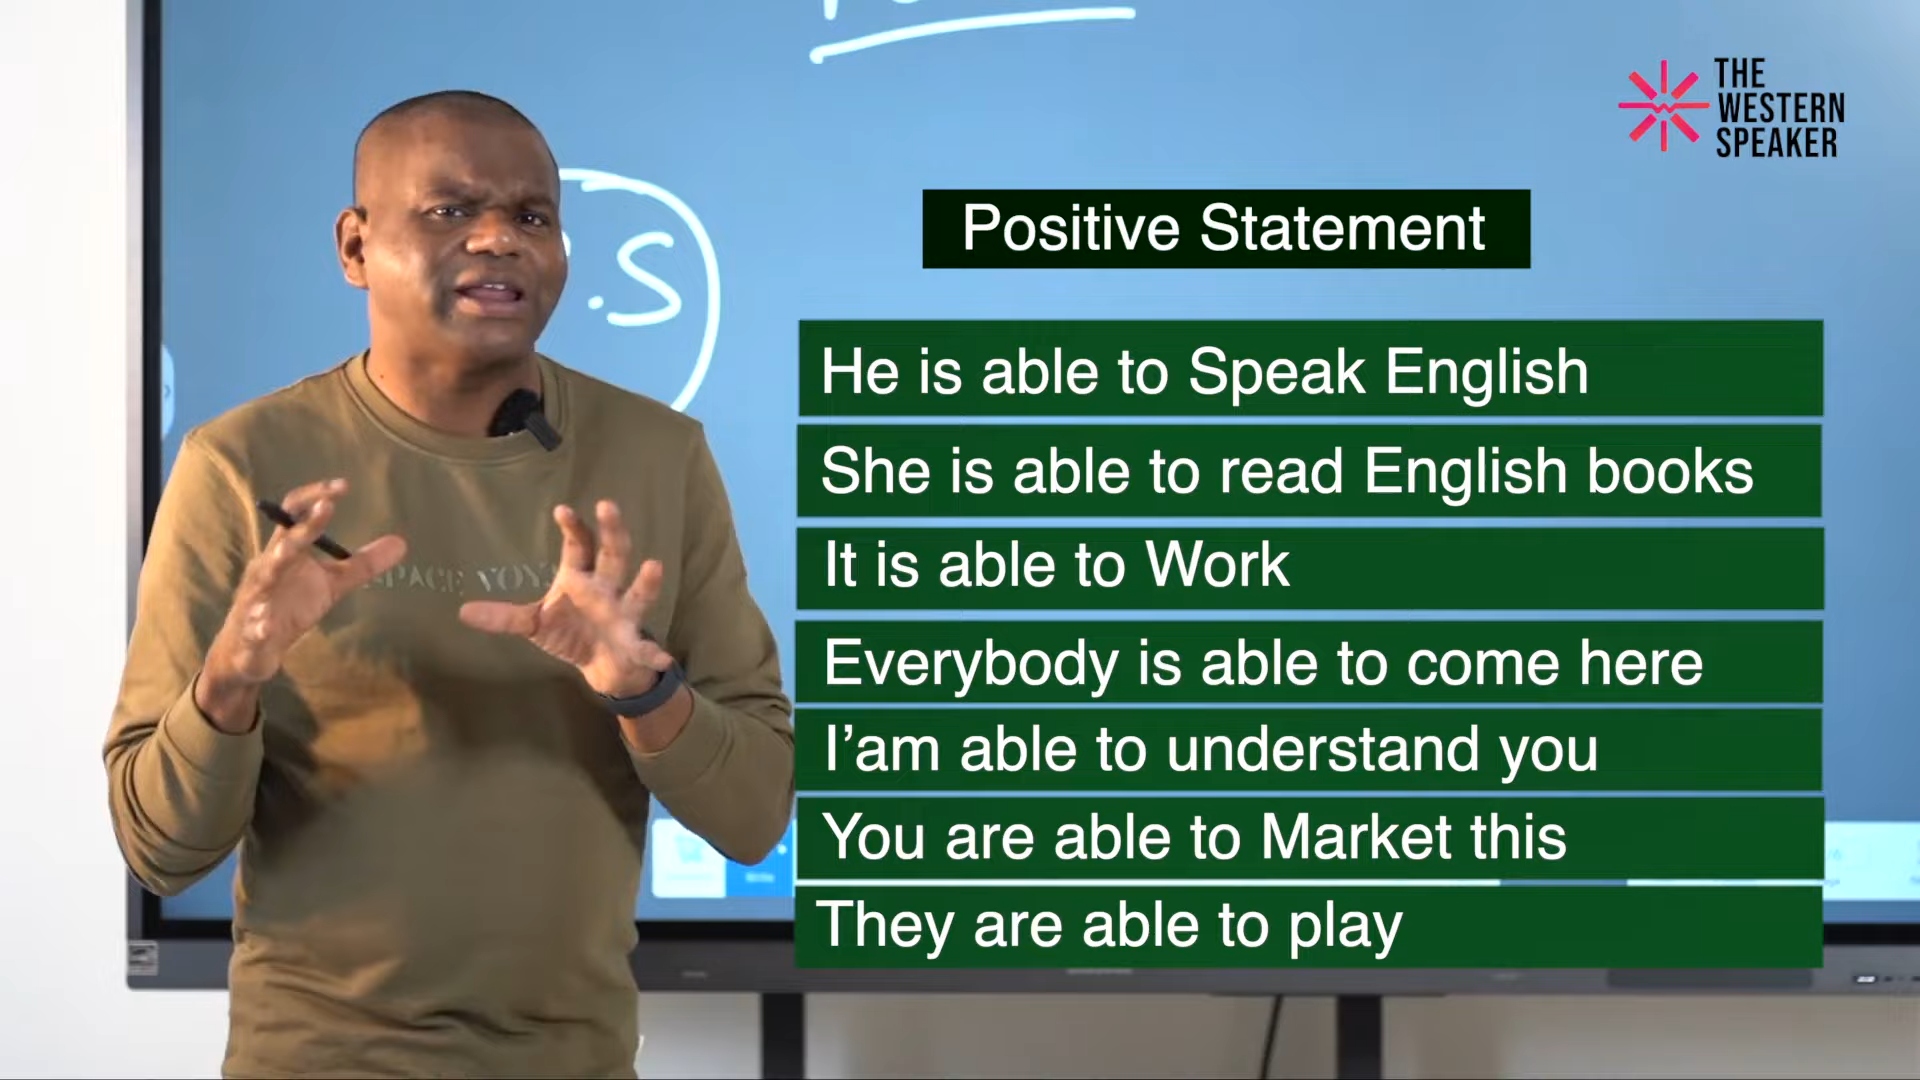 THE
WESTERN
SPEAKER
Positive Statement
.S
He is able to Speak English
She is able to read English books
It is able to Work
Everybody is able to come here
I’am able to understand you
You are able to Market this
They are able to play